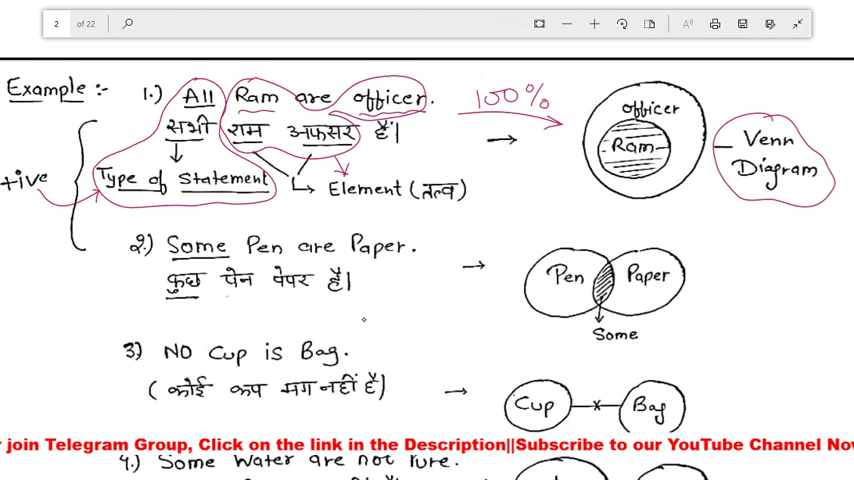 2 of 22
Example :-
1.) All Ram are officer.
100%
सभी राम अफसर हैं।
officer
Ram
Venn
Diagram
+ive
Type of Statement
Element (तत्व)
2.) Some Pen are Paper.
कुछ पेन पेपर है।
Pen Paper
Some
3) NO Cup is Bag.
(कोई कप मग नहीं है)
Cup × Bag
r join Telegram Group, Click on the link in the Description||Subscribe to our YouTube Channel Now
4.) Some Water are not Pure.